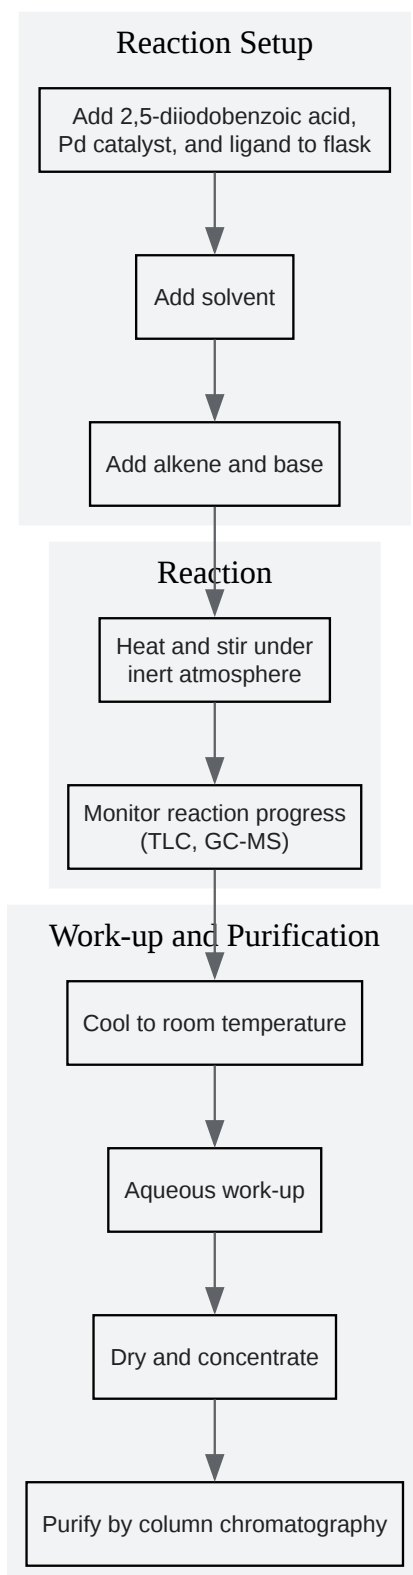 Reaction Setup
Add 2,5-diiodobenzoic acid,
Pd catalyst, and ligand to flask
Add solvent
Add alkene and base
Reaction
Heat and stir under
inert atmosphere
Monitor reaction progress
(TLC, GC-MS)
Work-up and Purification
Cool to room temperature
Aqueous work-up
Dry and concentrate
Purify by column chromatography